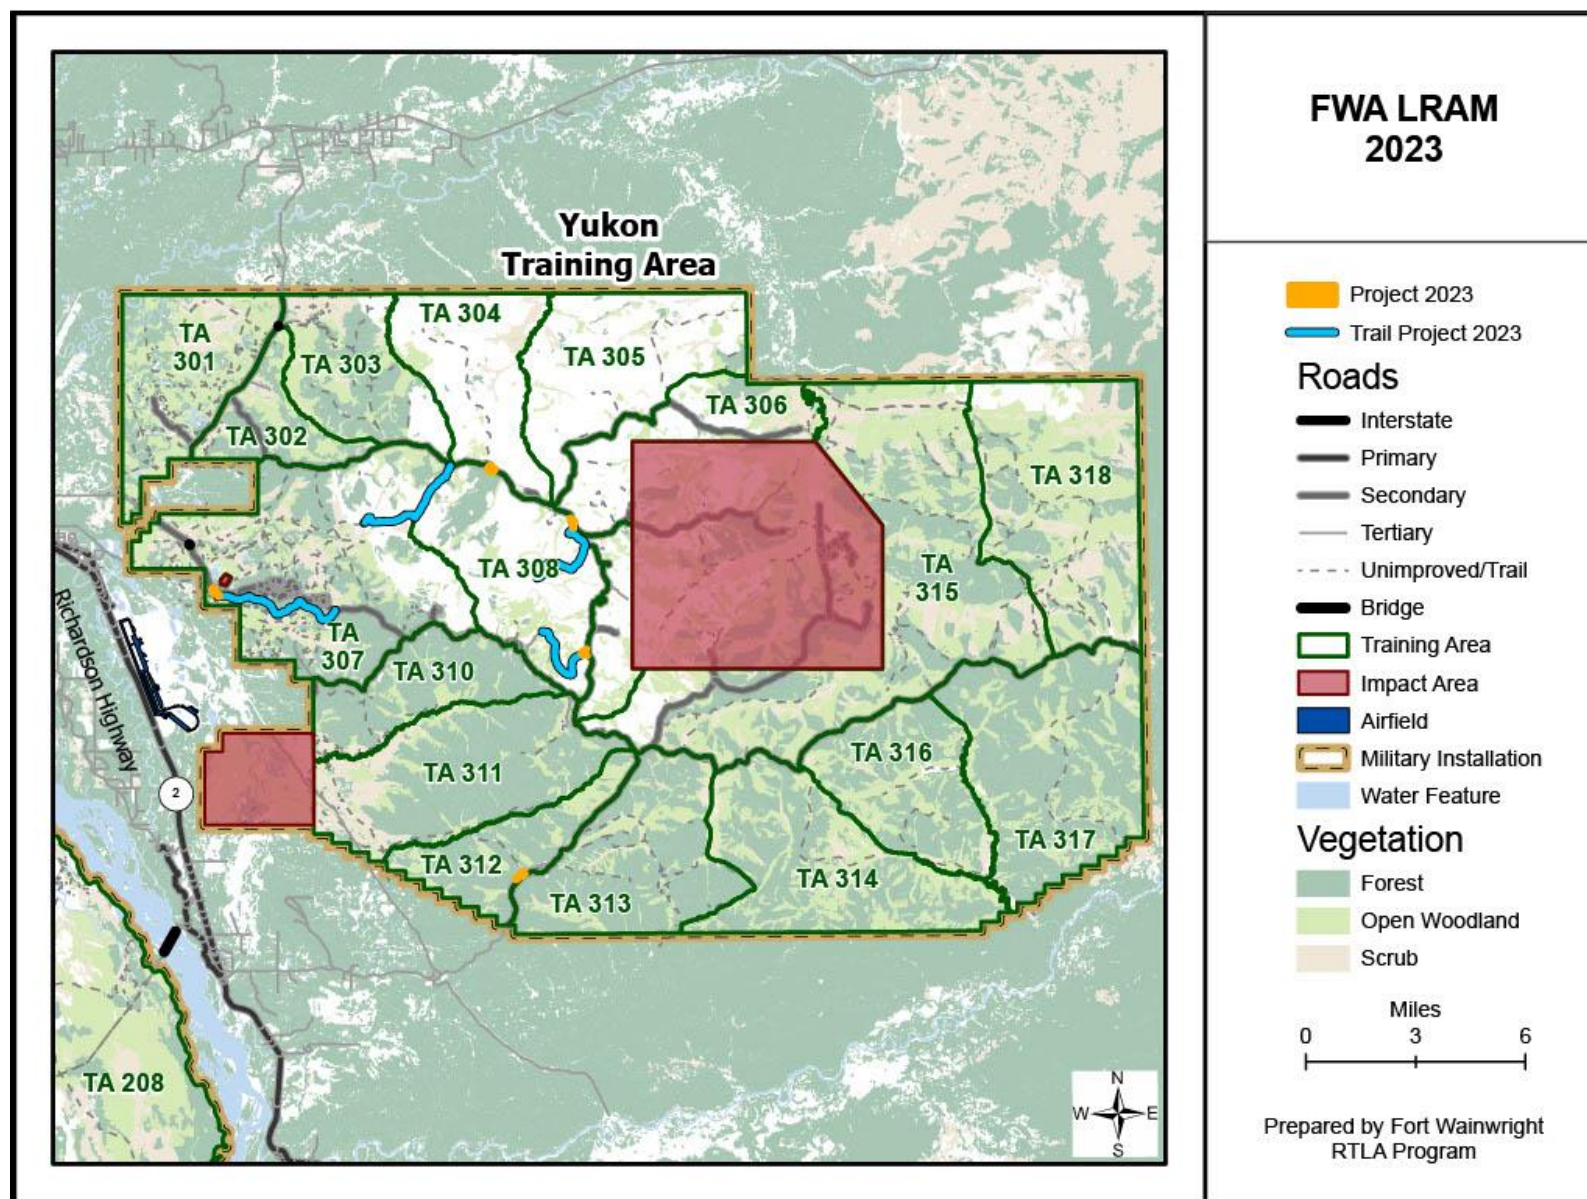 FWA LRAM
2023
Yukon
Training Area
TA
301
TA 302
TA 303
TA 304
TA 305
TA 306
TA
307
TA 308
TA 310
TA 311
TA 312
TA 313
TA 314
TA
315
TA 316
TA 317
TA 318
TA 208
Richardson Highway
2
N
W
E
S
Project 2023
Trail Project 2023
Roads
Interstate
Primary
Secondary
Tertiary
Unimproved/Trail
Bridge
Training Area
Impact Area
Airfield
Military Installation
Water Feature
Vegetation
Forest
Open Woodland
Scrub
Miles
0 3 6
Prepared by Fort Wainwright
RTLA Program